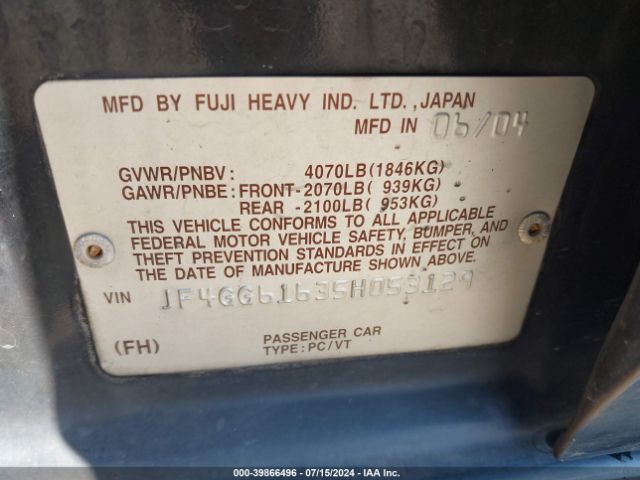 MFD BY FUJI HEAVY IND. LTD., JAPAN
MFD IN 06/04
GVWR/PNBV: 4070LB(1846KG)
GAWR/PNBE: FRONT-2070LB( 939KG)
REAR -2100LB( 953KG)
THIS VEHICLE CONFORMS TO ALL APPLICABLE
FEDERAL MOTOR VEHICLE SAFETY, BUMPER, AND
THEFT PREVENTION STANDARDS IN EFFECT ON
THE DATE OF MANUFACTURE SHOWN ABOVE.
VIN JF4GG61635H053129
(FH) PASSENGER CAR
TYPE: PC/VT
000-39866496 - 07/15/2024 - IAA Inc.